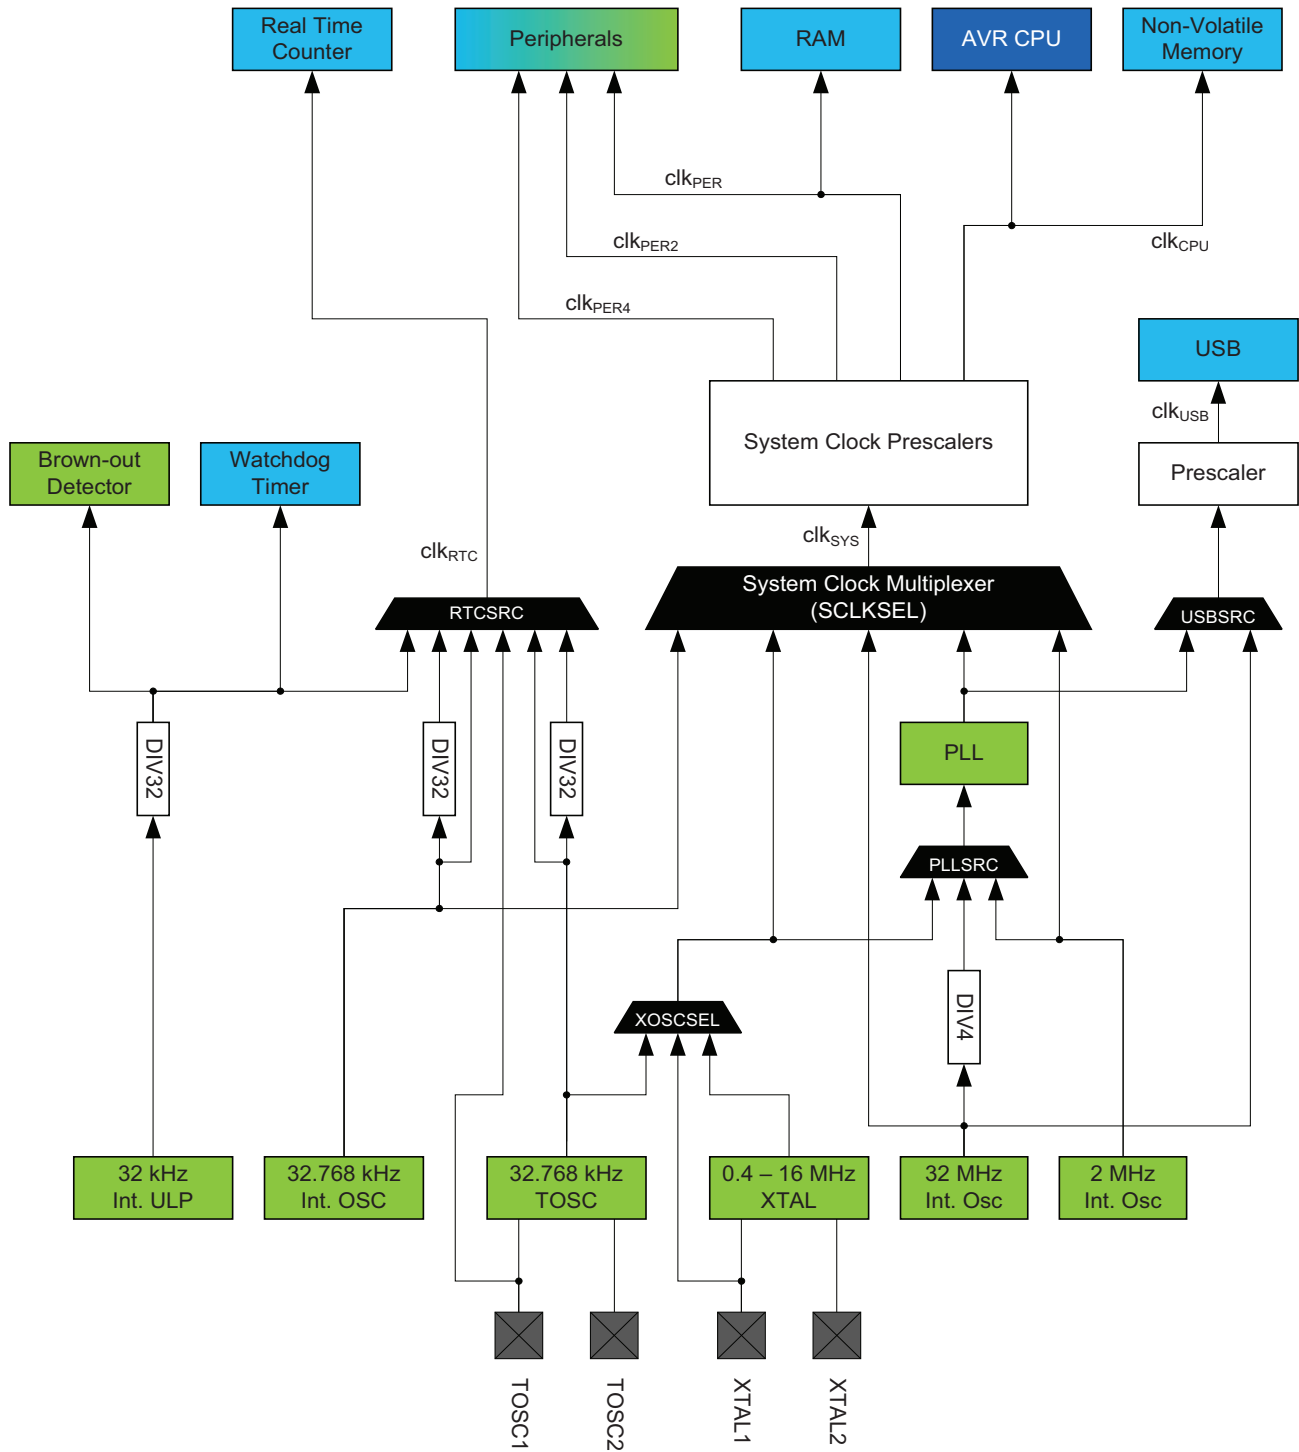 Real Time
Counter
Peripherals
RAM
AVR CPU
Non-Volatile
Memory
clkPER
clkPER2
clkCPU
clkPER4
USB
clkUSB
System Clock Prescalers
Brown-out
Detector
Watchdog
Timer
Prescaler
clkSYS
clkRTC
System Clock Multiplexer
(SCLKSEL)
RTCSRC
USBSRC
DIV32
DIV32
DIV32
PLL
PLLSRC
DIV4
XOSCSEL
32 kHz
Int. ULP
32.768 kHz
Int. OSC
32.768 kHz
TOSC
0.4 – 16 MHz
XTAL
32 MHz
Int. Osc
2 MHz
Int. Osc
TOSC1
TOSC2
XTAL1
XTAL2